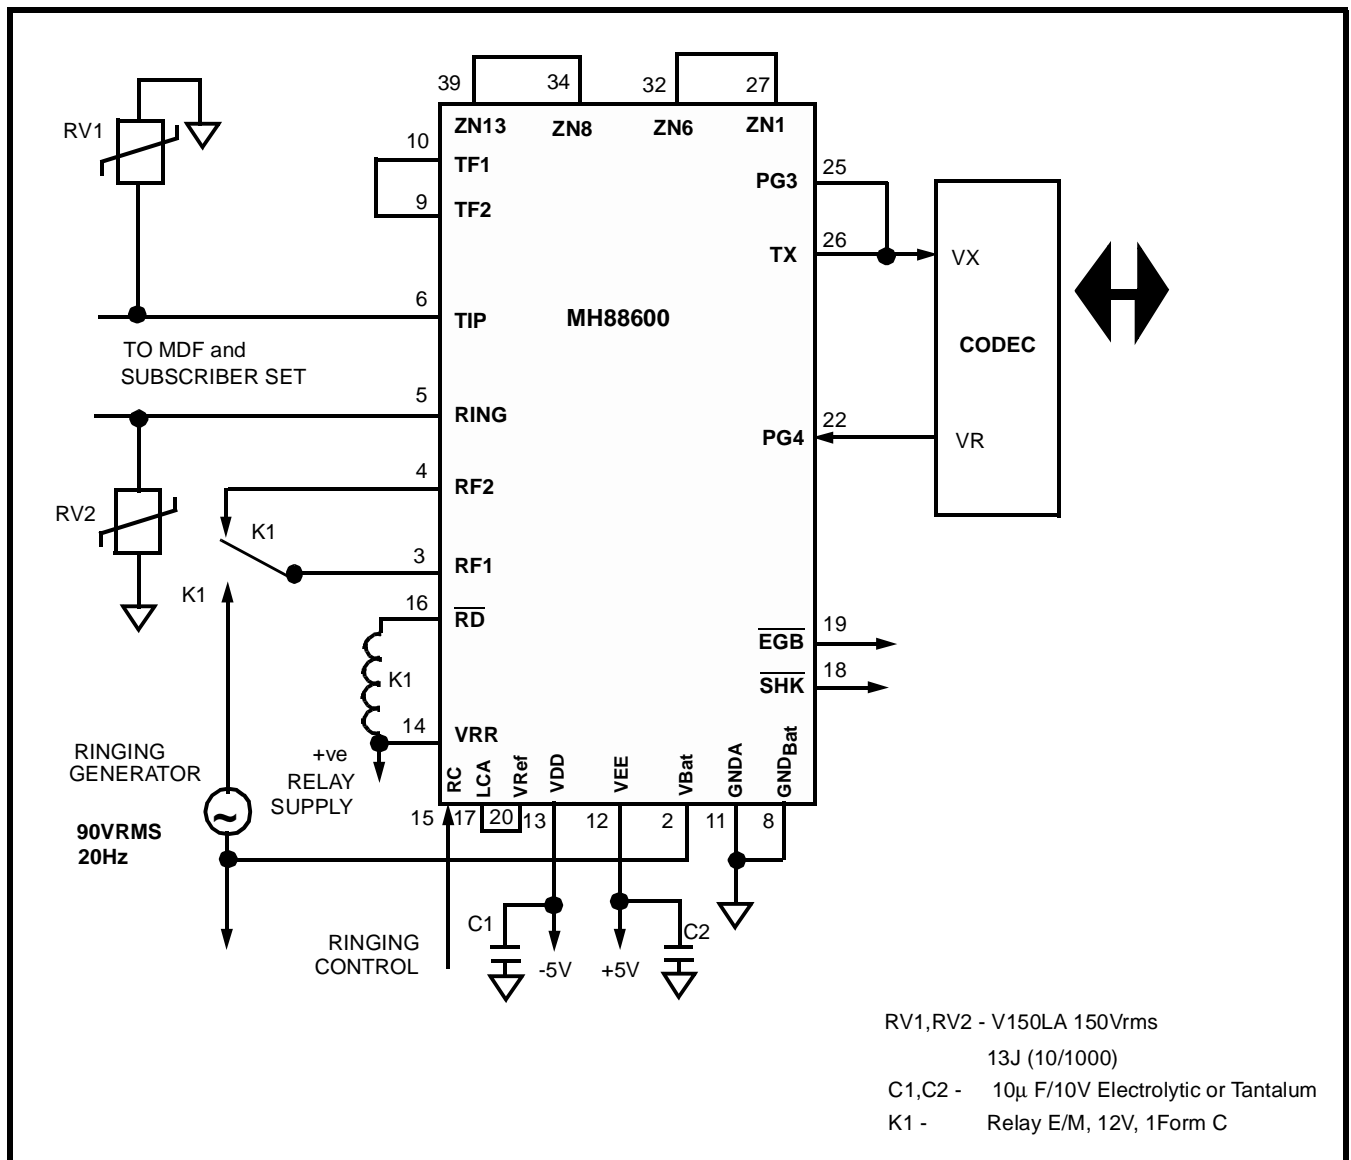 39
34
32
27
RV1
ZN13
ZN8
ZN6
ZN1
10
TF1
PG3
25
9
TF2
TX
26
VX
6
TIP
MH88600
CODEC
TO MDF and
SUBSCRIBER SET
5
RING
PG4
22
VR
4
RF2
RV2
K1
3
RF1
K1
16
RD
EGB
19
K1
SHK
18
14
VRR
RINGING
GENERATOR
+ve
RELAY
SUPPLY
RC
LCA
VRef
VDD
VEE
VBat
GNDA
GNDBat
15
17
20
13
12
2
11
8
~
90VRMS
20Hz
C1
C2
RINGING
CONTROL
-5V
+5V
RV1,RV2 - V150LA 150Vrms
13J (10/1000)
C1,C2 - 10µ F/10V Electrolytic or Tantalum
K1 - Relay E/M, 12V, 1Form C